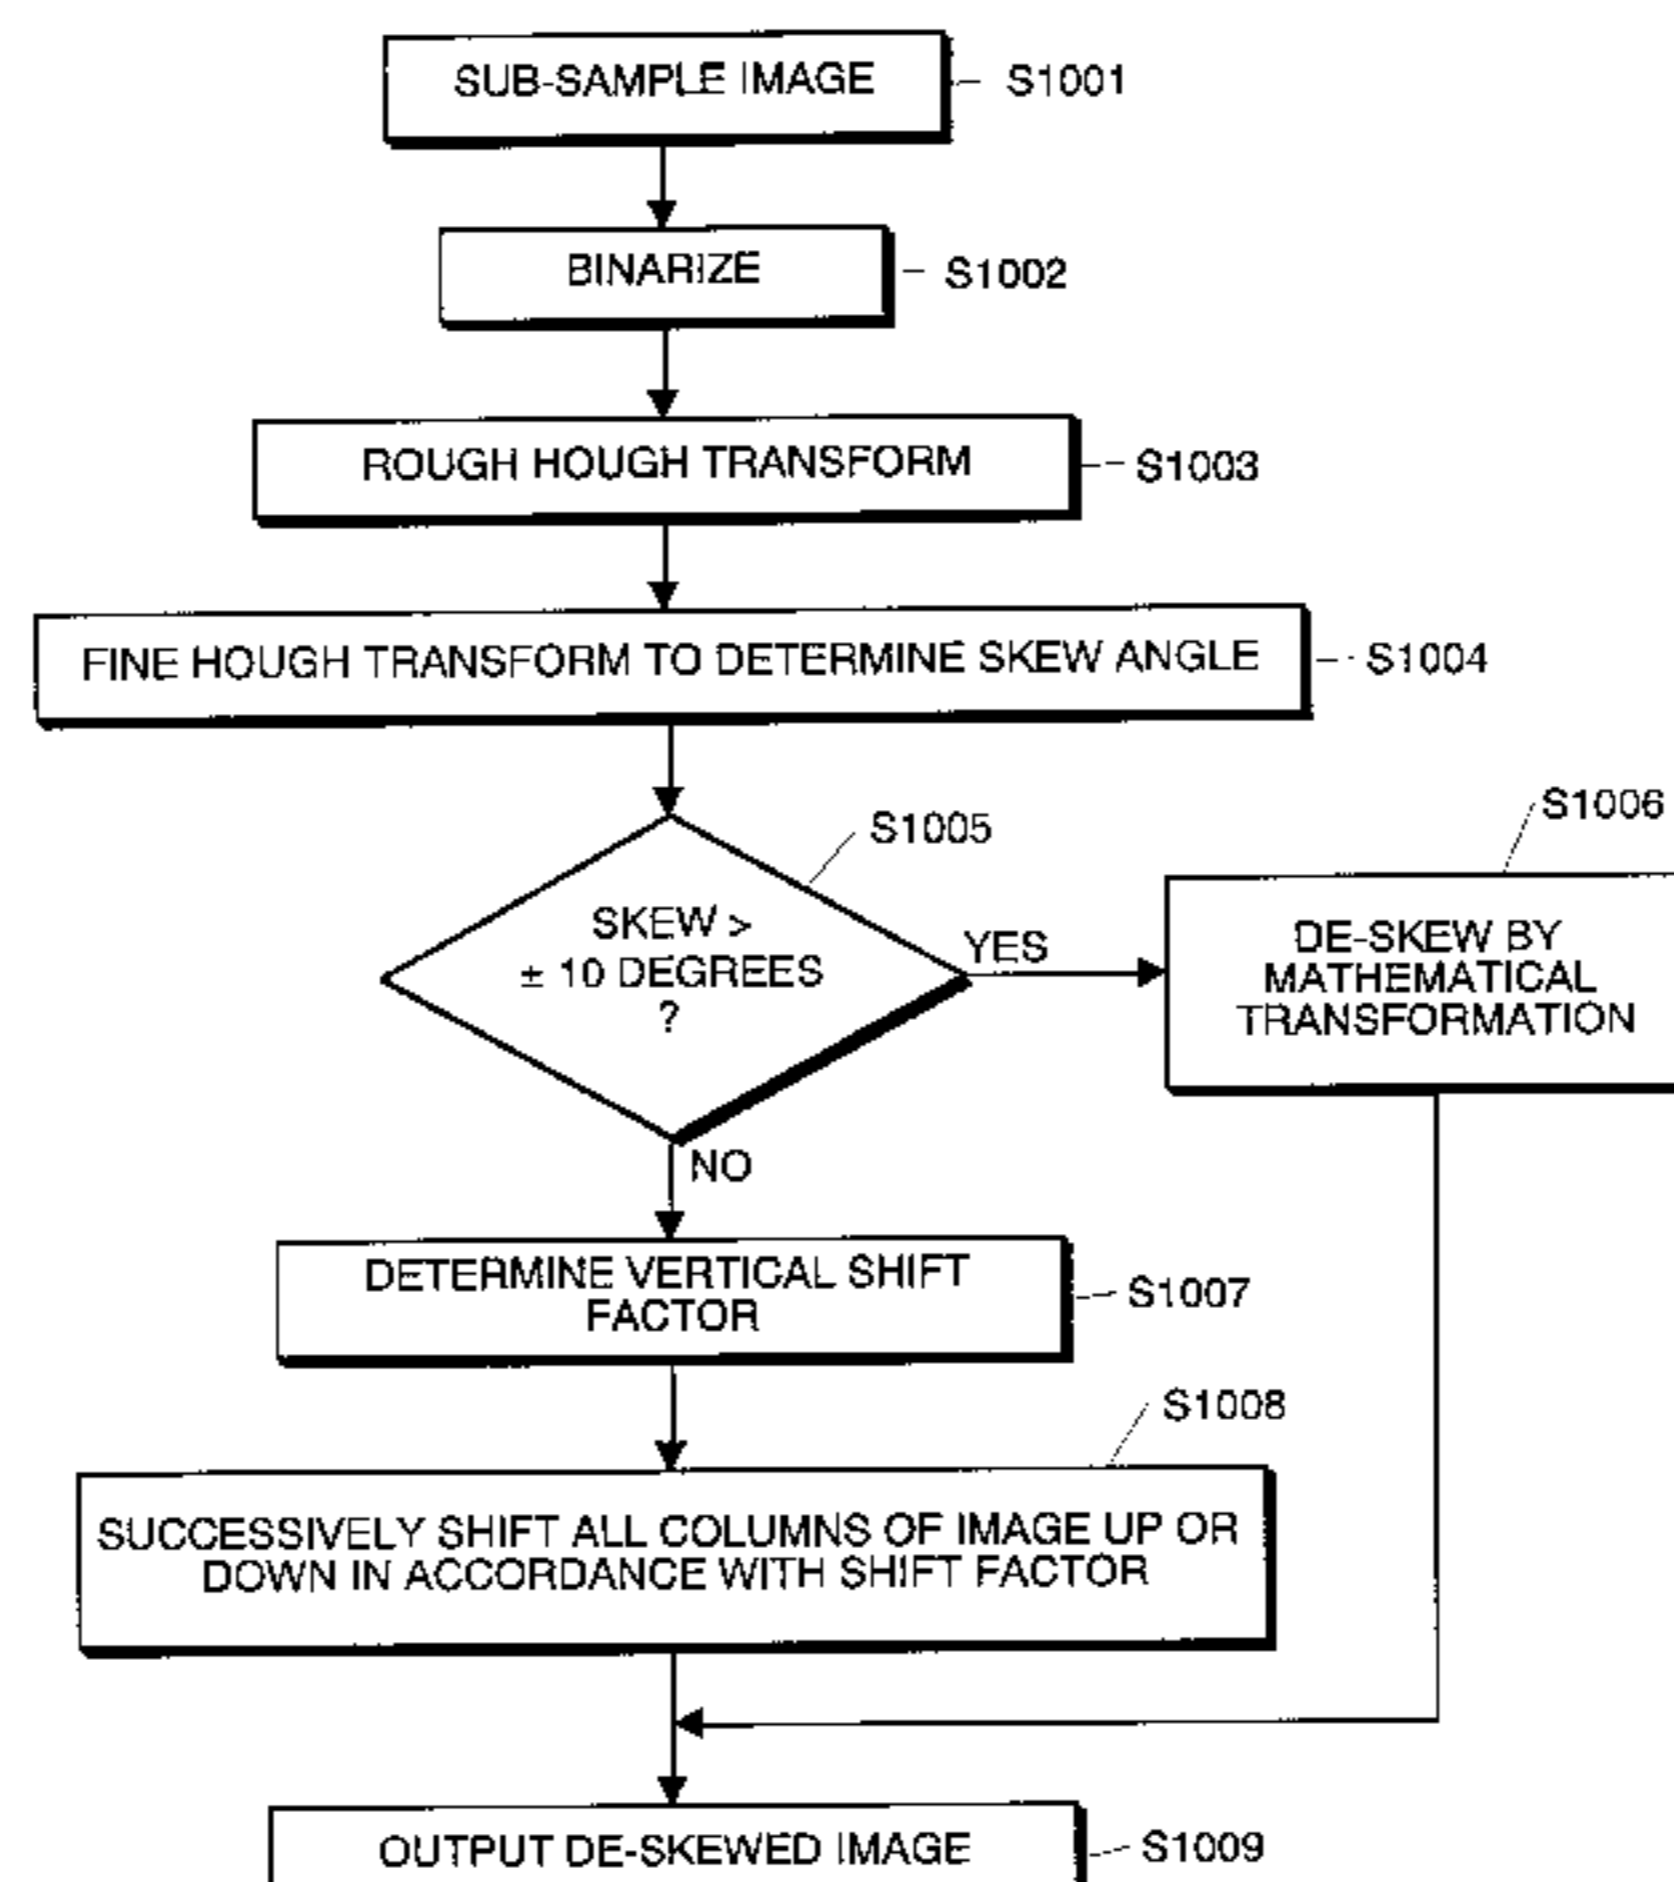 SUB-SAMPLE IMAGE
S1001
BINARIZE
S1002
ROUGH HOUGH TRANSFORM
S1003
FINE HOUGH TRANSFORM TO DETERMINE SKEW ANGLE
S1004
S1005
SKEW >
± 10 DEGREES
?
YES
S1006
DE-SKEW BY
MATHEMATICAL
TRANSFORMATION
NO
DETERMINE VERTICAL SHIFT
FACTOR
S1007
S1008
SUCCESSIVELY SHIFT ALL COLUMNS OF IMAGE UP OR
DOWN IN ACCORDANCE WITH SHIFT FACTOR
OUTPUT DE-SKEWED IMAGE
S1009